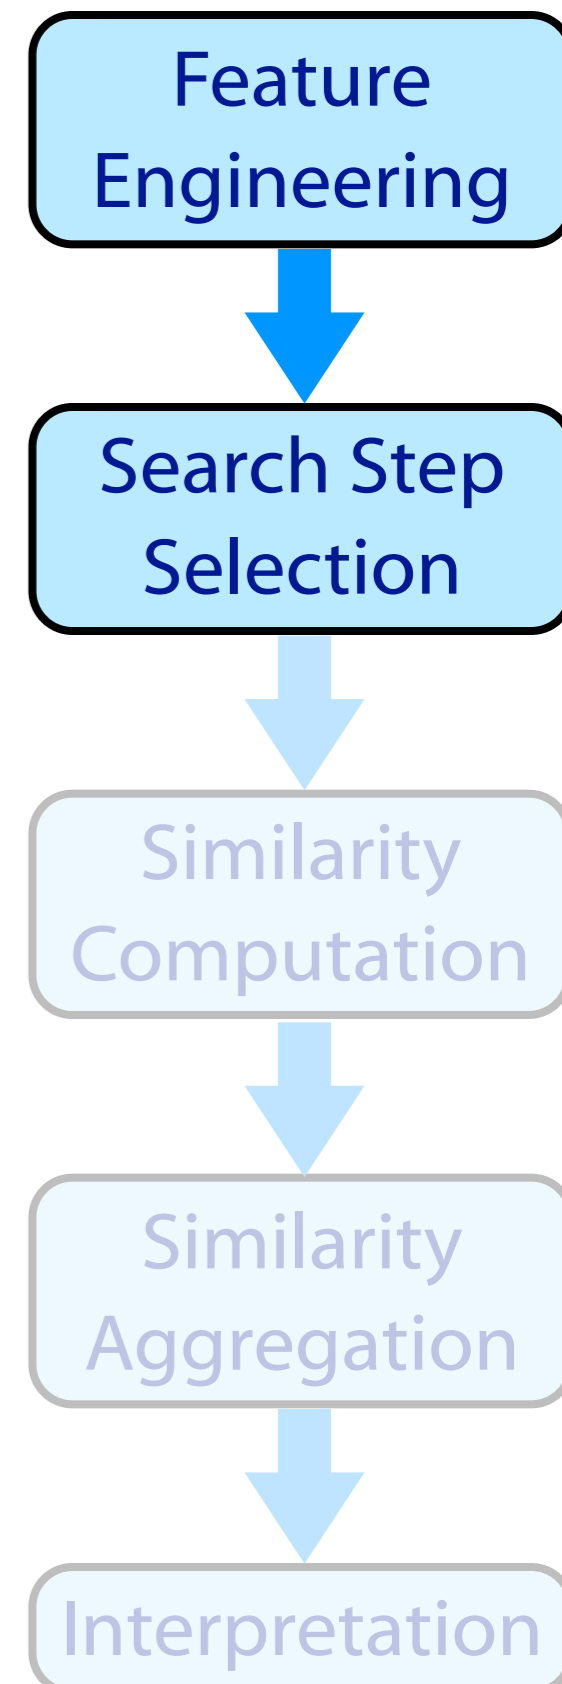 Feature
Engineering
Search Step
Selection
Similarity
Computation
Similarity
Aggregation
Interpretation